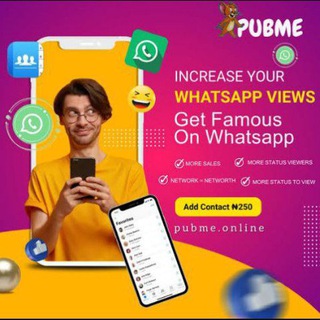 PUBME
INCREASE YOUR
WHATSAPP VIEWS
Get Famous
On Whatsapp
MORE SALES
MORE STATUS VIEWERS
NETWORK = NETWORTH
MORE STATUS TO VIEW
Add Contact ₦250
pubme.online
Favorites